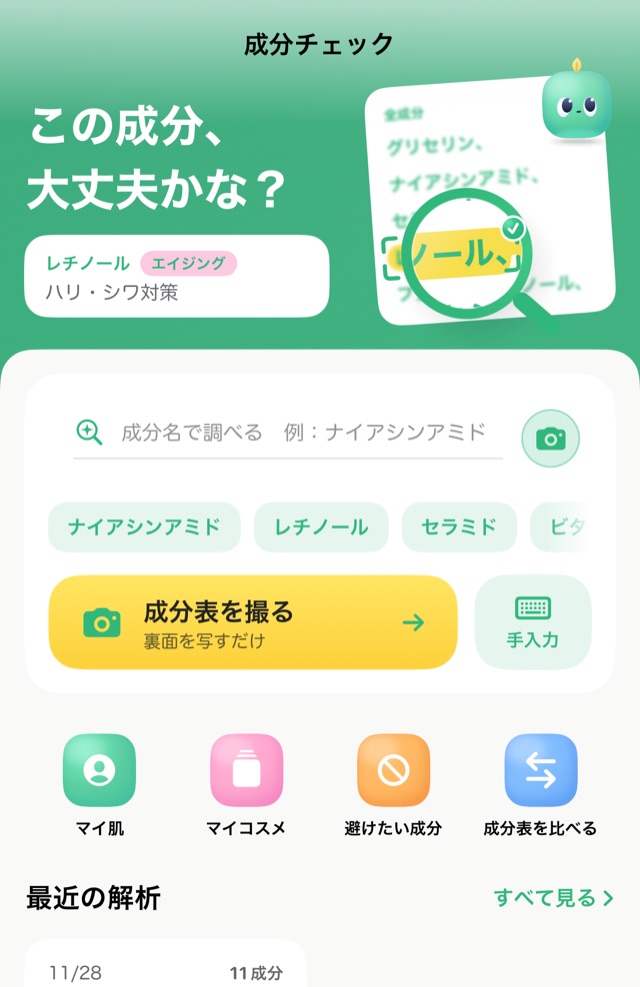 成分チェック
この成分、
大丈夫かな？
レチノール エイジング
ハリ・シワ対策
全成分
グリセリン、
ナイアシンアミド、
ノール、
ノール、
成分名で調べる 例：ナイアシンアミド
ナイアシンアミド レチノール セラミド ビタ
成分表を撮る
裏面を写すだけ
手入力
マイ肌 マイコスメ 避けたい成分 成分表を比べる
最近の解析 すべて見る
11/28 11成分